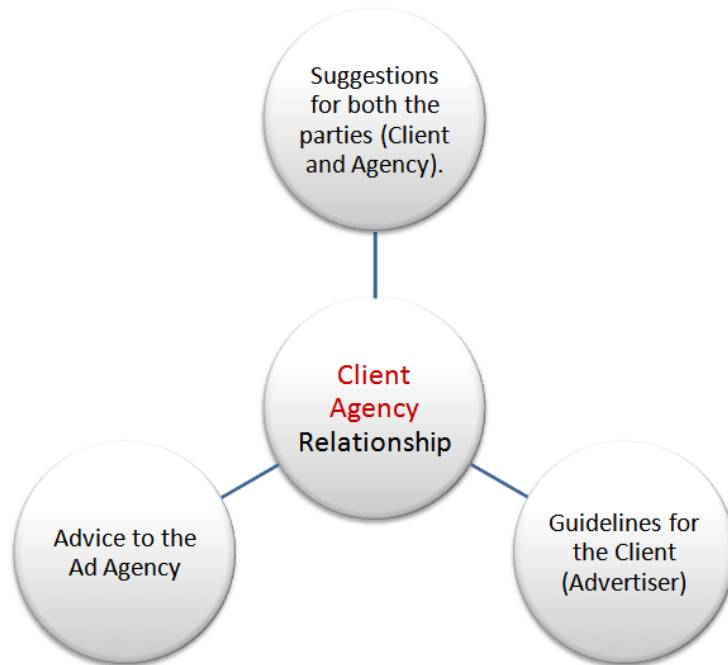 Suggestions
for both the
parties (Client
and Agency).
Client
Agency
Relationship
Advice to the
Ad Agency
Guidelines for
the Client
(Advertiser)